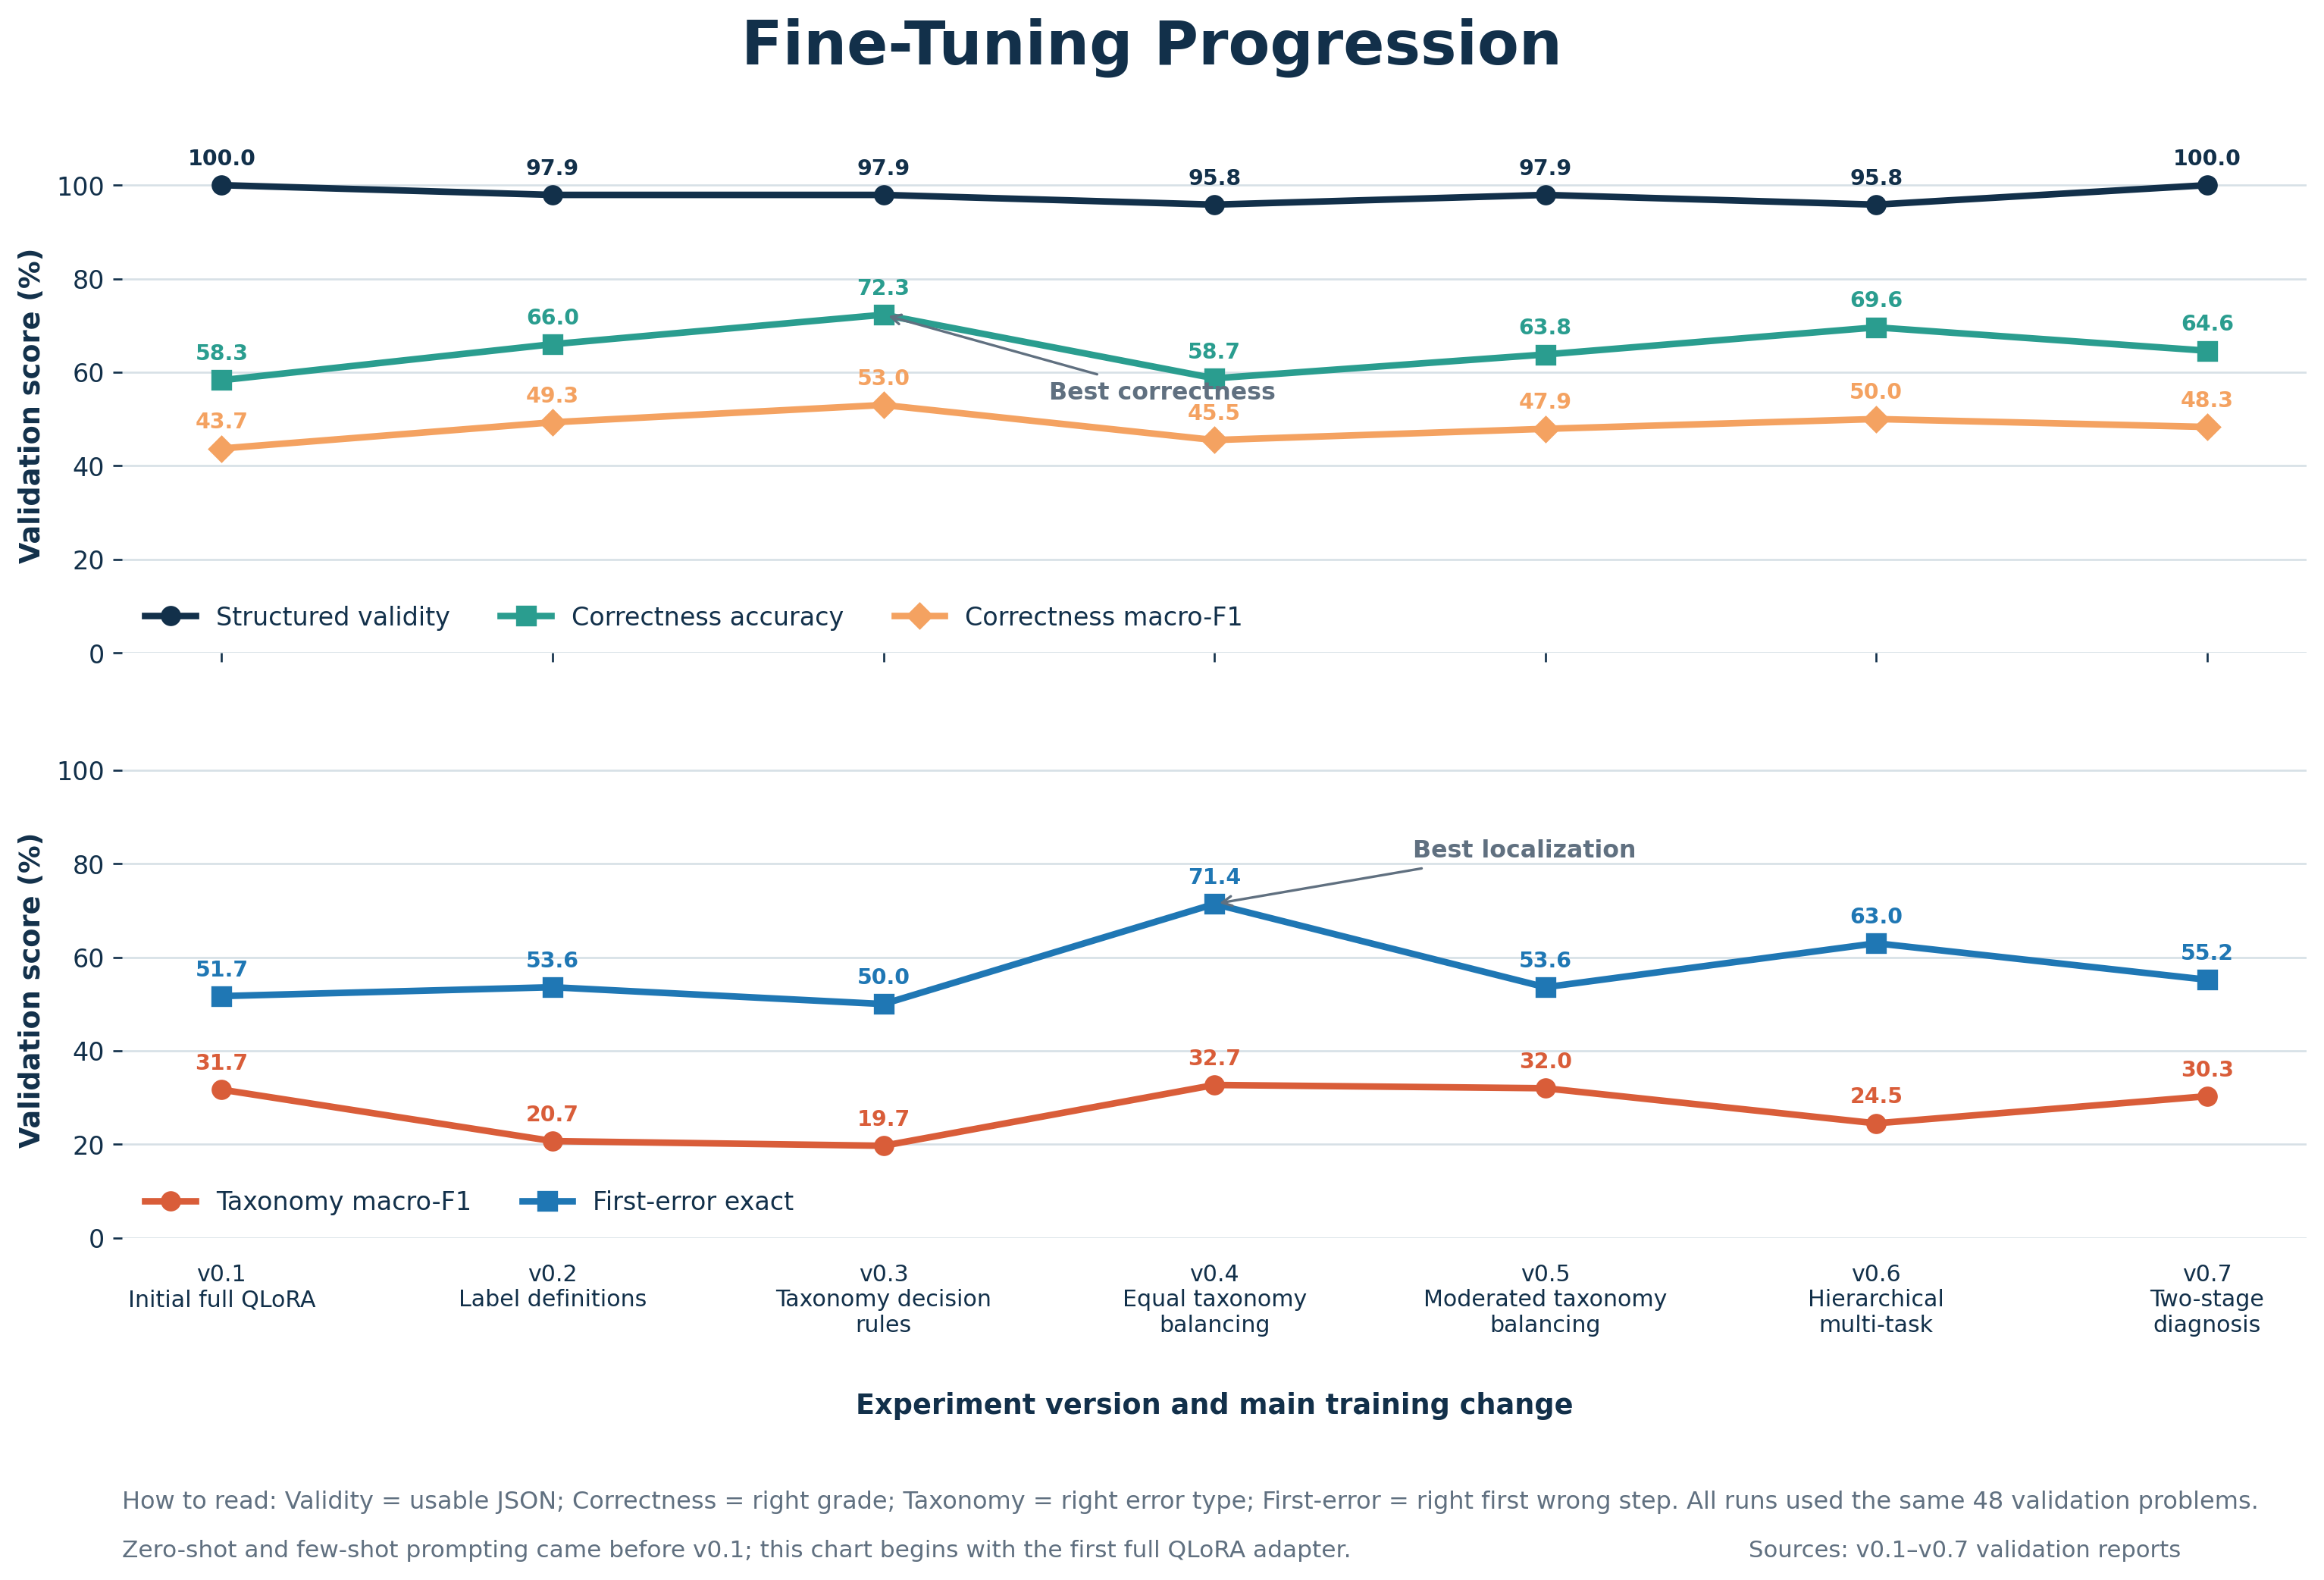 Fine-Tuning Progression
Validation score (%)
100
80
60
40
20
0
100.0 97.9 97.9 95.8 97.9 95.8 100.0
58.3 66.0 72.3 58.7 63.8 69.6 64.6
43.7 49.3 53.0 45.5 47.9 50.0 48.3
Best correctness
Structured validity Correctness accuracy Correctness macro-F1
Validation score (%)
100
80
60
40
20
0
Best localization
51.7 53.6 50.0 71.4 53.6 63.0 55.2
31.7 20.7 19.7 32.7 32.0 24.5 30.3
Taxonomy macro-F1 First-error exact
v0.1
Initial full QLoRA
v0.2
Label definitions
v0.3
Taxonomy decision
rules
v0.4
Equal taxonomy
balancing
v0.5
Moderated taxonomy
balancing
v0.6
Hierarchical
multi-task
v0.7
Two-stage
diagnosis
Experiment version and main training change
How to read: Validity = usable JSON; Correctness = right grade; Taxonomy = right error type; First-error = right first wrong step. All runs used the same 48 validation problems.
Zero-shot and few-shot prompting came before v0.1; this chart begins with the first full QLoRA adapter.
Sources: v0.1–v0.7 validation reports